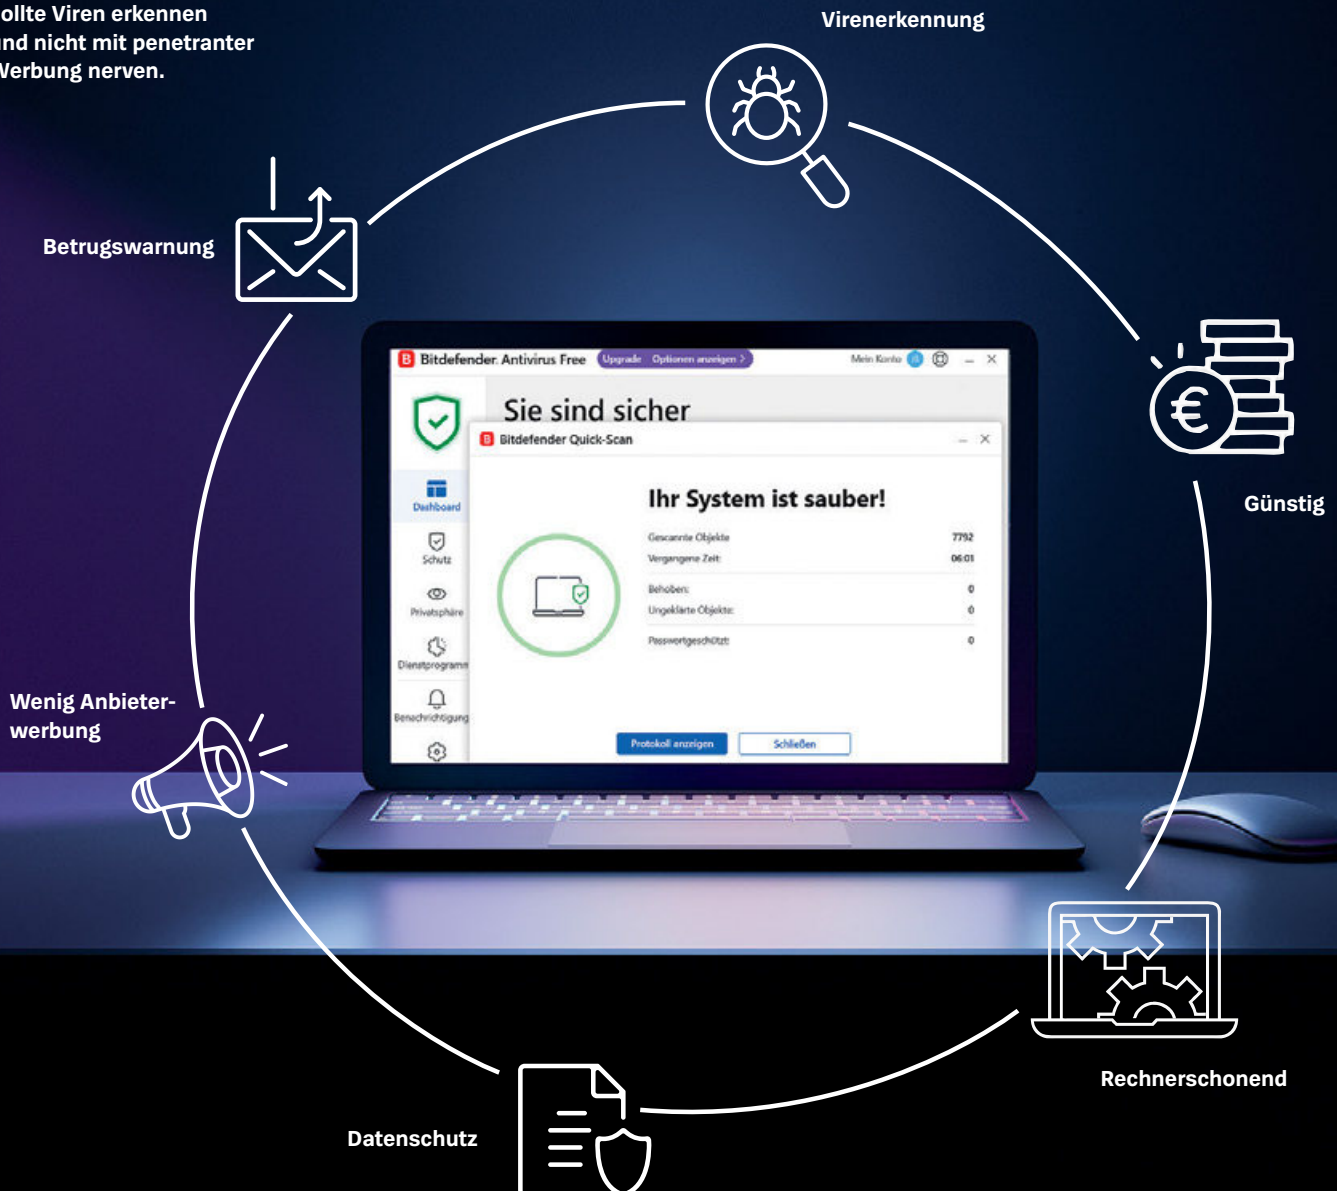 ollte Viren erkennen
nd nicht mit penetranter
Werbung nerven.
Virenerkennung
Betrugswarnung
Günstig
Wenig Anbieter-
werbung
Rechnerschonend
Datenschutz
B Bitdefender Antivirus Free Upgrade Optionen anzeigen > Mein Konto
Sie sind sicher
B Bitdefender Quick-Scan
Dashboard
Schutz
Privatsphäre
Dienstprogramm
Benachrichtigung
Ihr System ist sauber!
Gescannte Objekte 7792
Vergangene Zeit: 06:01
Behoben: 0
Ungeklärte Objekte: 0
Passwortgeschützt: 0
Protokoll anzeigen Schließen
€